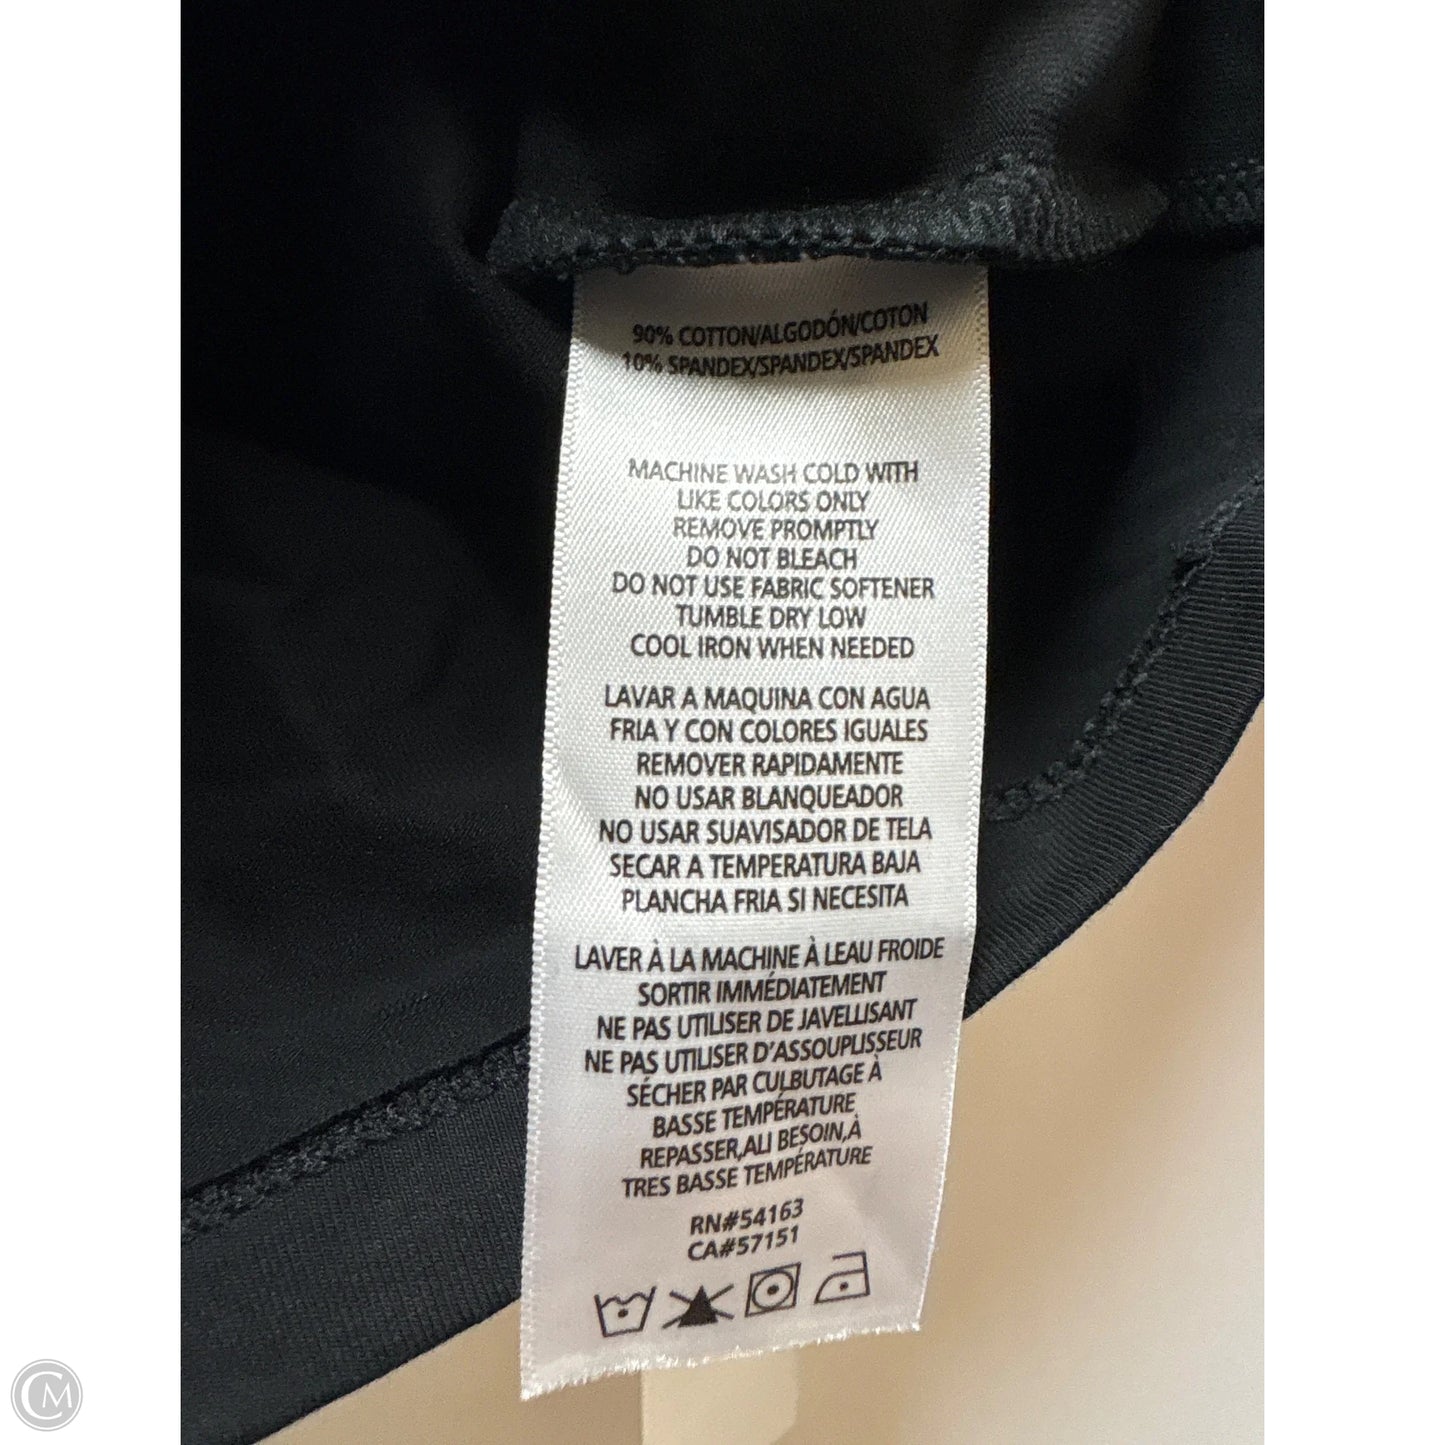 90% COTTON/ALGODÓN/COTON
10% SPANDEX/SPANDEX/SPANDEX
MACHINE WASH COLD WITH
LIKE COLORS ONLY
REMOVE PROMPTLY
DO NOT BLEACH
DO NOT USE FABRIC SOFTENER
TUMBLE DRY LOW
COOL IRON WHEN NEEDED
LAVAR A MAQUINA CON AGUA
FRIA Y CON COLORES IGUALES
REMOVER RAPIDAMENTE
NO USAR BLANQUEADOR
NO USAR SUAVISADOR DE TELA
SECAR A TEMPERATURA BAJA
PLANCHA FRIA SI NECESITA
LAVER À LA MACHINE À LEAU FROIDE
SORTIR IMMÉDIATEMENT
NE PAS UTILISER DE JAVELLISANT
NE PAS UTILISER D'ASSOUPLISSEUR
SÉCHER PAR CULBUTAGE À
BASSE TEMPÉRATURE
REPASSER,ALI BESOIN,À
TRES BASSE TEMPÉRATURE
RN#54163
CA#57151
CM